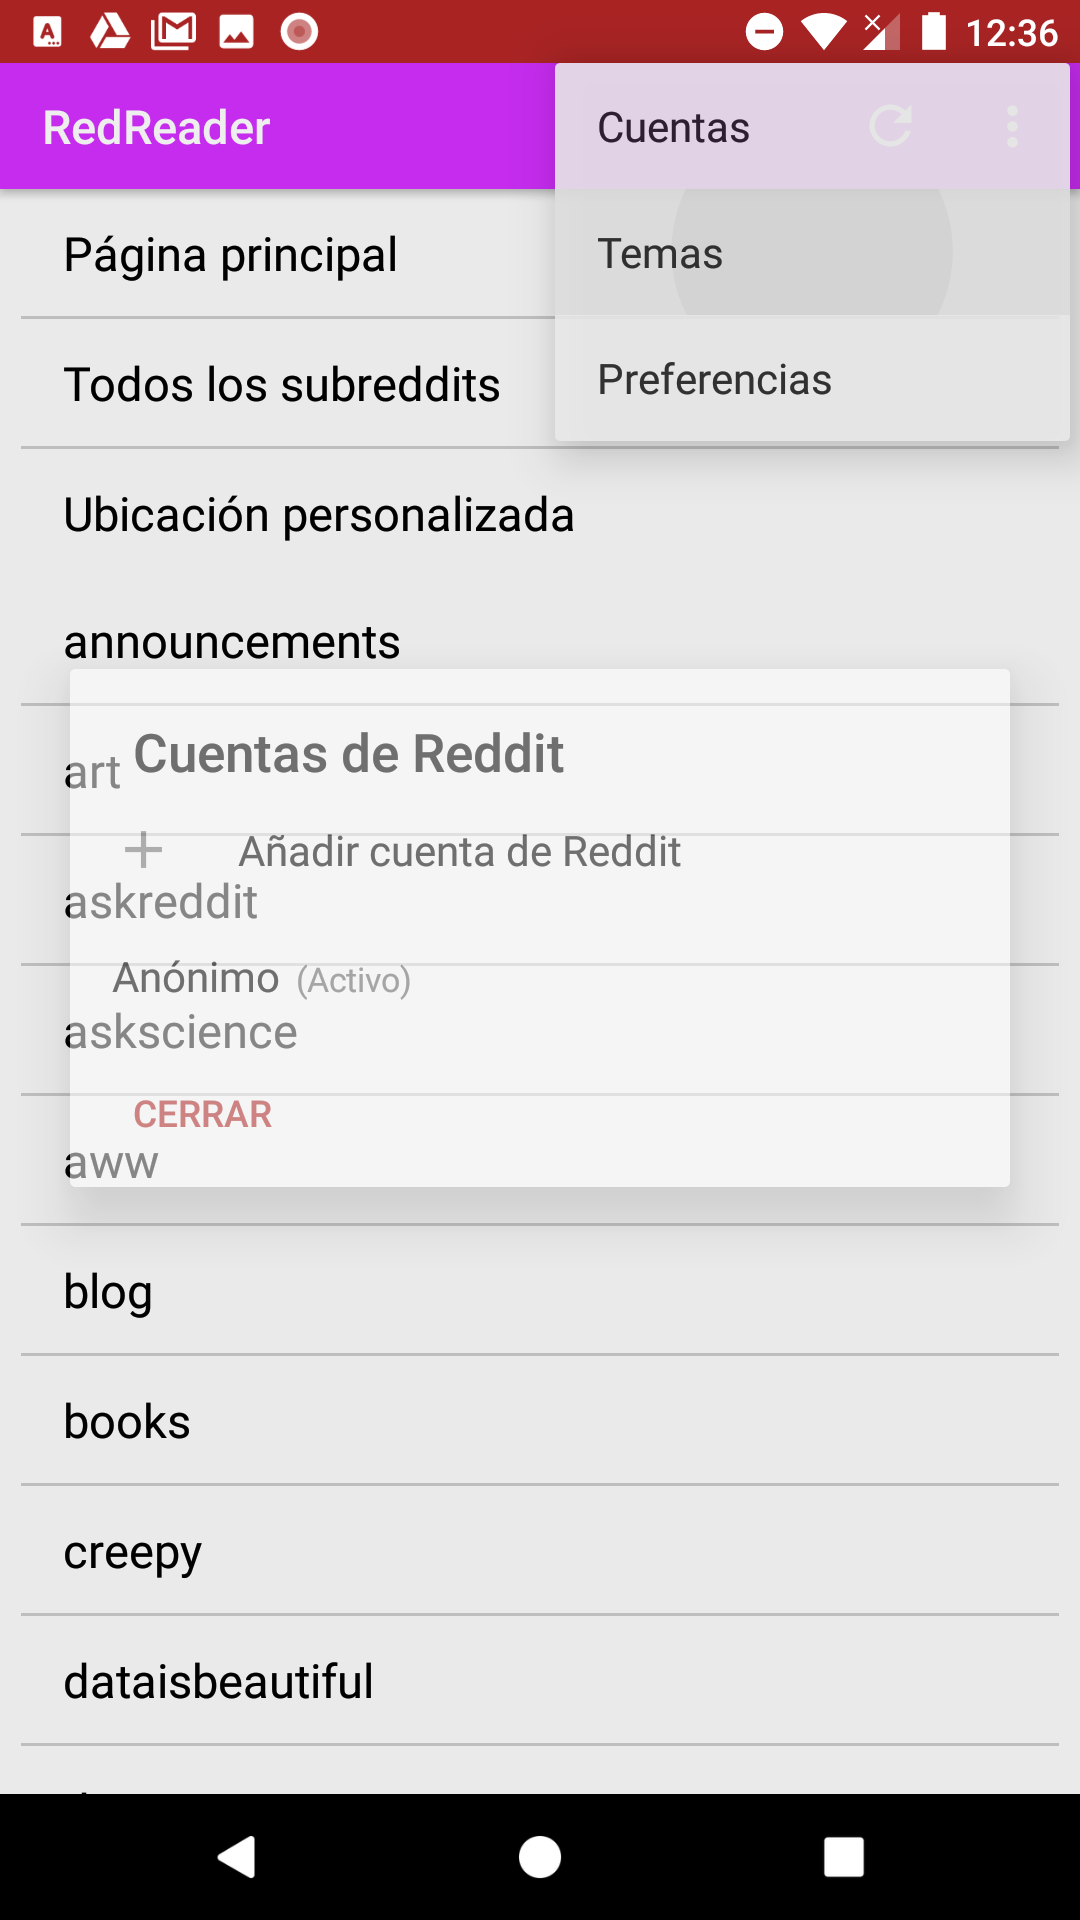 12:36
RedReader
Cuentas
Temas
Preferencias
Página principal
Todos los subreddits
Ubicación personalizada
announcements
art
Cuentas de Reddit
Añadir cuenta de Reddit
askreddit
Anónimo (Activo)
askscience
CERRAR
aww
blog
books
creepy
dataisbeautiful